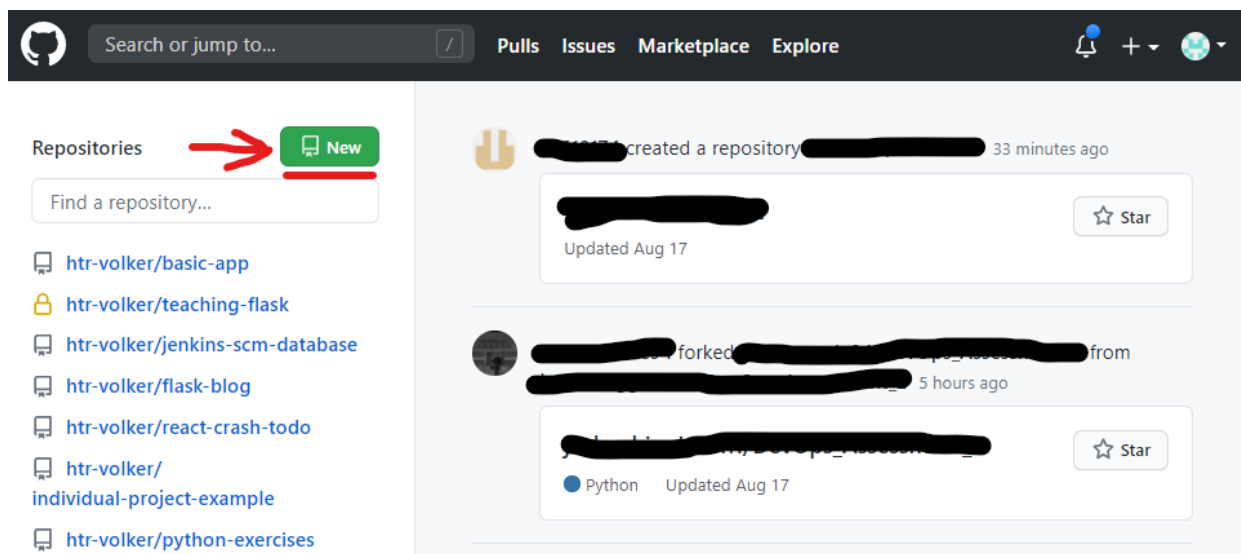 Search or jump to... /
Pulls Issues Marketplace Explore
Repositories
New
Find a repository...
htr-volker/basic-app
htr-volker/teaching-flask
htr-volker/jenkins-scm-database
htr-volker/flask-blog
htr-volker/react-crash-todo
htr-volker/
individual-project-example
htr-volker/python-exercises
created a repository 33 minutes ago
Star
Updated Aug 17
forked from
5 hours ago
Star
Python Updated Aug 17